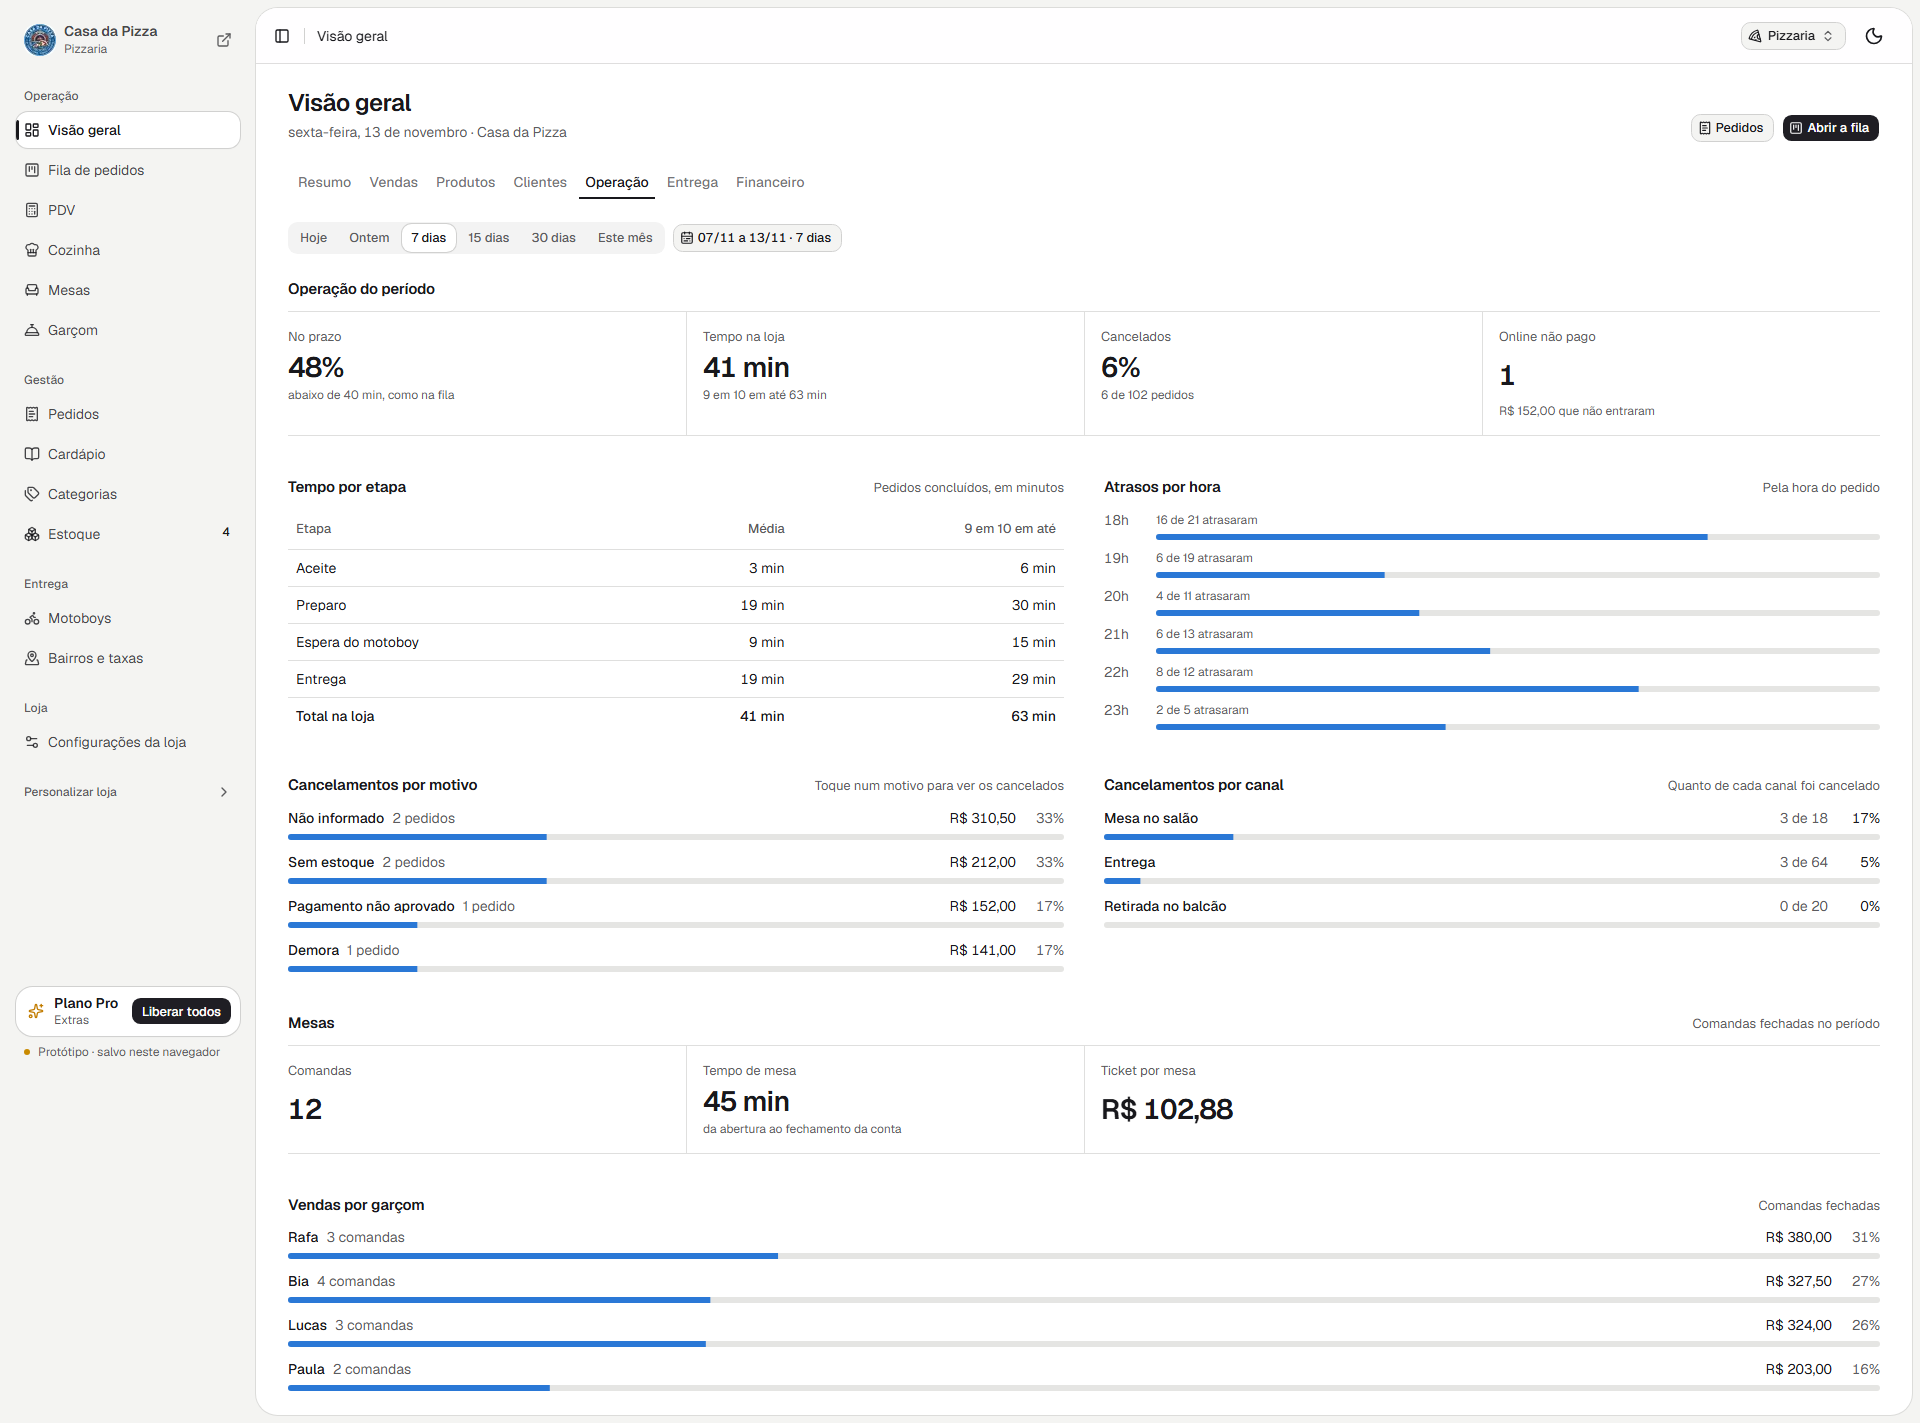 Casa da Pizza
Pizzaria
Operação
Visão geral
Fila de pedidos
PDV
Cozinha
Mesas
Garçom
Gestão
Pedidos
Cardápio
Categorias
Estoque 4
Entrega
Motoboys
Bairros e taxas
Loja
Configurações da loja
Personalizar loja
Plano Pro
Extras
Liberar todos
Protótipo · salvo neste navegador
Visão geral
Pizzaria
Visão geral
sexta-feira, 13 de novembro · Casa da Pizza
Pedidos Abrir a fila
Resumo Vendas Produtos Clientes Operação Entrega Financeiro
Hoje Ontem 7 dias 15 dias 30 dias Este mês 07/11 a 13/11 · 7 dias
Operação do período
No prazo
48%
abaixo de 40 min, como na fila
Tempo na loja
41 min
9 em 10 em até 63 min
Cancelados
6%
6 de 102 pedidos
Online não pago
1
R$ 152,00 que não entraram
Tempo por etapa Pedidos concluídos, em minutos
Etapa Média 9 em 10 em até
Aceite 3 min 6 min
Preparo 19 min 30 min
Espera do motoboy 9 min 15 min
Entrega 19 min 29 min
Total na loja 41 min 63 min
Atrasos por hora Pela hora do pedido
18h 16 de 21 atrasaram
19h 6 de 19 atrasaram
20h 4 de 11 atrasaram
21h 6 de 13 atrasaram
22h 8 de 12 atrasaram
23h 2 de 5 atrasaram
Cancelamentos por motivo Toque num motivo para ver os cancelados
Não informado 2 pedidos R$ 310,50 33%
Sem estoque 2 pedidos R$ 212,00 33%
Pagamento não aprovado 1 pedido R$ 152,00 17%
Demora 1 pedido R$ 141,00 17%
Cancelamentos por canal Quanto de cada canal foi cancelado
Mesa no salão 3 de 18 17%
Entrega 3 de 64 5%
Retirada no balcão 0 de 20 0%
Mesas Comandas fechadas no período
Comandas
12
Tempo de mesa
45 min
da abertura ao fechamento da conta
Ticket por mesa
R$ 102,88
Vendas por garçom Comandas fechadas
Rafa 3 comandas R$ 380,00 31%
Bia 4 comandas R$ 327,50 27%
Lucas 3 comandas R$ 324,00 26%
Paula 2 comandas R$ 203,00 16%